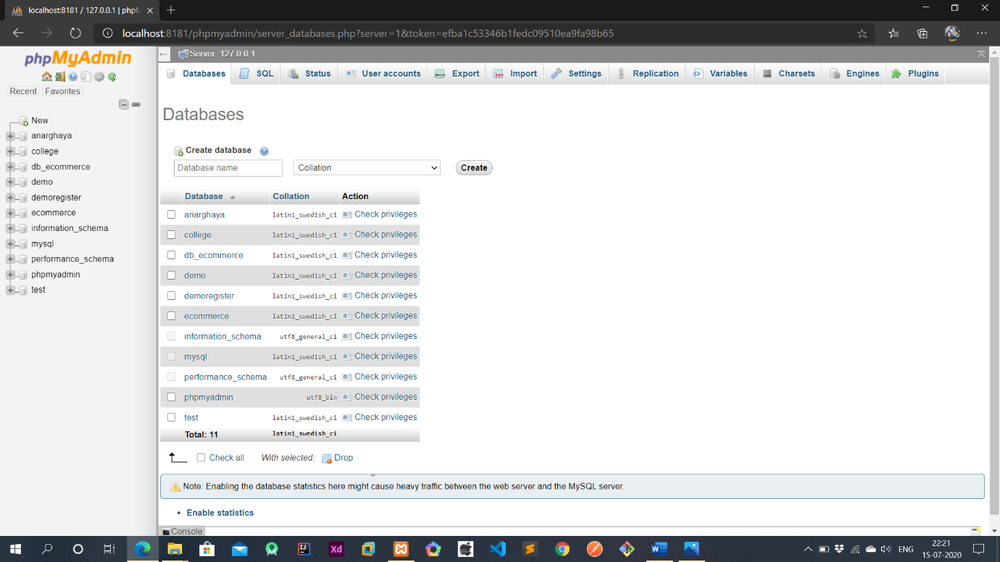 localhost:8181 / 127.0.0.1 | phpM
localhost:8181/phpmyadmin/server_databases.php?server=1&token=efba1c53346b1fedc09510ea9fa98b65
phpMyAdmin
Recent Favorites
New
anarghaya
college
db_ecommerce
demo
demoregister
ecommerce
information_schema
mysql
performance_schema
phpmyadmin
test
Server: 127.0.0.1
Databases SQL Status User accounts Export Import Settings Replication Variables Charsets Engines Plugins
Databases
Create database
Database name Collation Create
Database Collation Action
anarghaya latin1_swedish_ci Check privileges
college latin1_swedish_ci Check privileges
db_ecommerce latin1_swedish_ci Check privileges
demo latin1_swedish_ci Check privileges
demoregister latin1_swedish_ci Check privileges
ecommerce latin1_swedish_ci Check privileges
information_schema utf8_general_ci Check privileges
mysql latin1_swedish_ci Check privileges
performance_schema utf8_general_ci Check privileges
phpmyadmin utf8_bin Check privileges
test latin1_swedish_ci Check privileges
Total: 11 latin1_swedish_ci
Check all With selected: Drop
Note: Enabling the database statistics here might cause heavy traffic between the web server and the MySQL server.
• Enable statistics
Console
Xd
ENG
22:21
15-07-2020